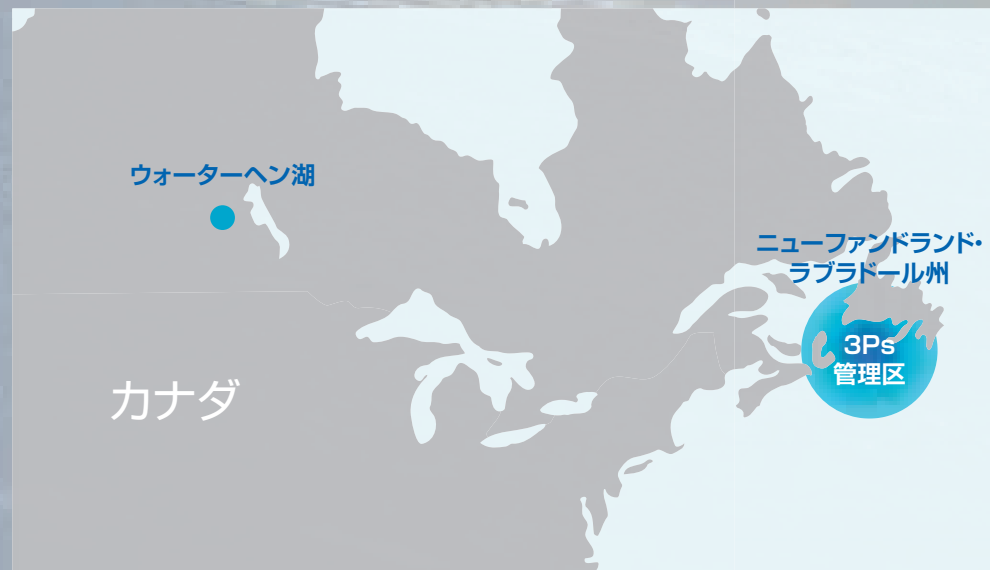 ウォーターヘン湖
ニューファンドランド・
ラブラドール州
3Ps
管理区
カナダ